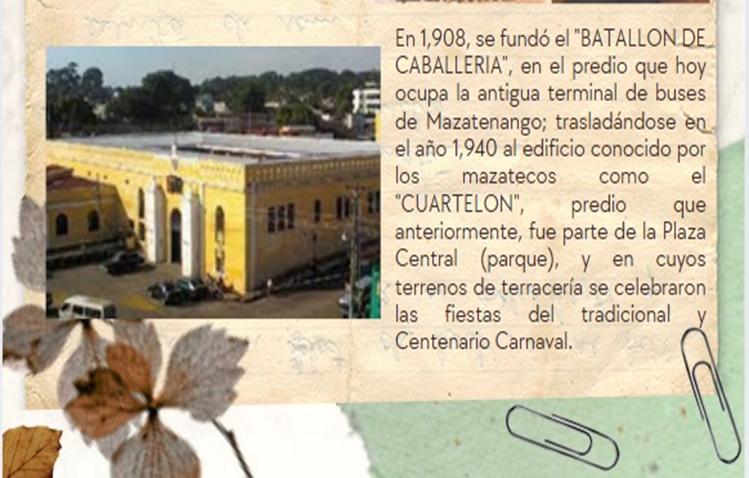 En 1,908, se fundó el "BATALLON DE
CABALLERIA", en el predio que hoy
ocupa la antigua terminal de buses
de Mazatenango; trasladándose en
el año 1,940 al edificio conocido por
los mazatecos como el
"CUARTELON", predio que
anteriormente, fue parte de la Plaza
Central (parque), y en cuyos
terrenos de terracería se celebraron
las fiestas del tradicional y
Centenario Carnaval.